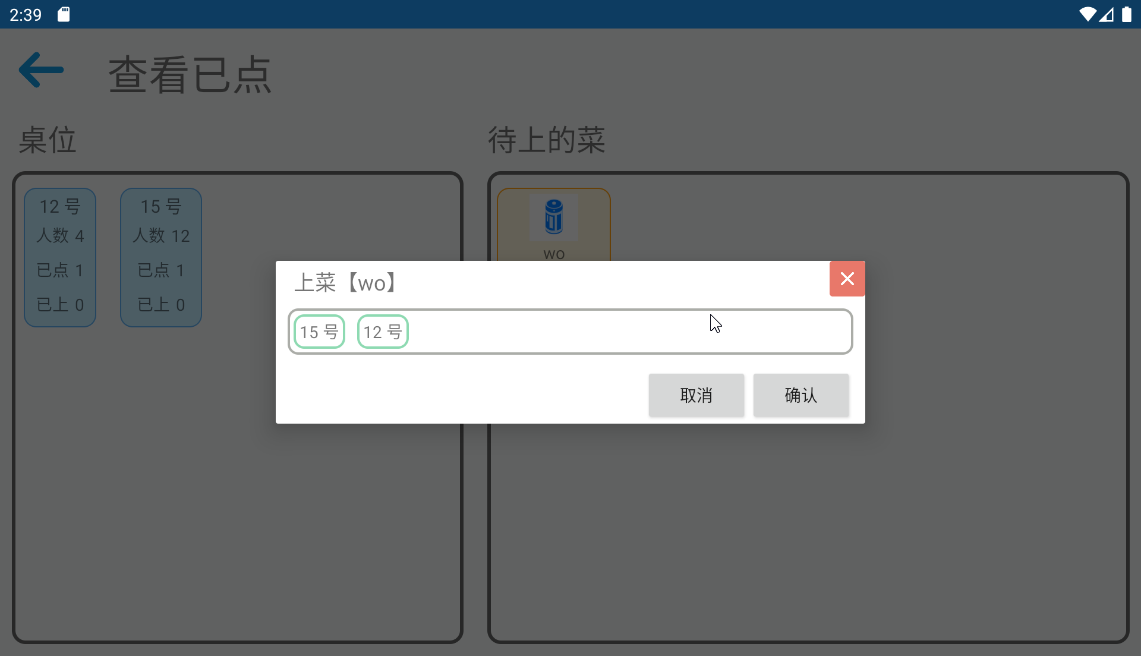 2:39
查看已点
桌位
待上的菜
12 号
人数 4
已点 1
已上 0
15 号
人数 12
已点 1
已上 0
wo
上菜【wo】
15 号
12 号
取消
确认